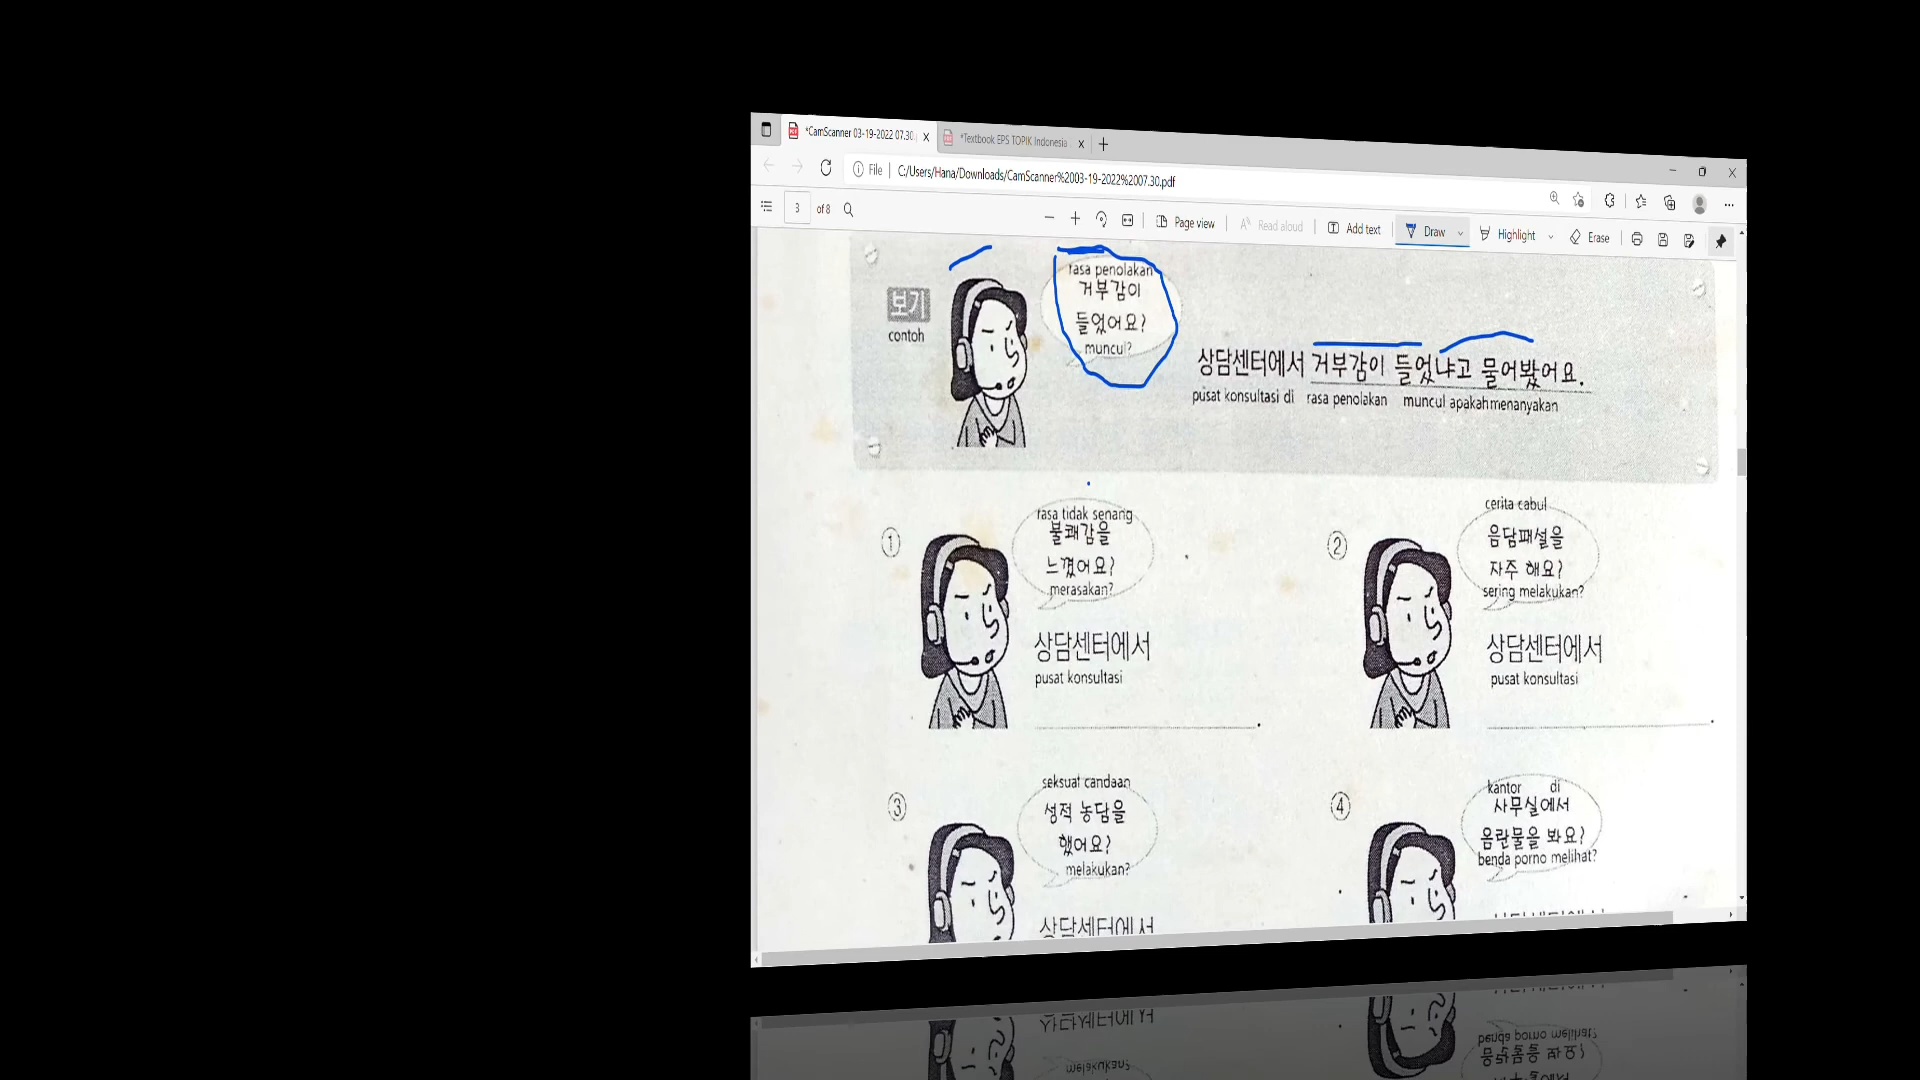 *CamScanner 03-19-2022 07.30.
*Textbook EPS TOPIK Indonesia
File
C:/Users/Hana/Downloads/CamScanner%2003-19-2022%2007.30.pdf
3 of 8
Page view
Read aloud
Add text
Draw
Highlight
Erase
보기
contoh
rasa penolakan
거부감이
들었어요?
muncul?
상담센터에서 거부감이 들었냐고 물어봤어요.
pusat konsultasi di rasa penolakan muncul apakah menanyakan
①
rasa tidak senang
불쾌감을
느꼈어요?
merasakan?
상담센터에서
pusat konsultasi
.
②
cerita cabul
음담패설을
자주 해요?
sering melakukan?
상담센터에서
pusat konsultasi
.
③
seksuat candaan
성적 농담을
했어요?
melakukan?
상담센터에서
④
kantor di
사무실에서
음란물을 봐요?
benda porno melihat?